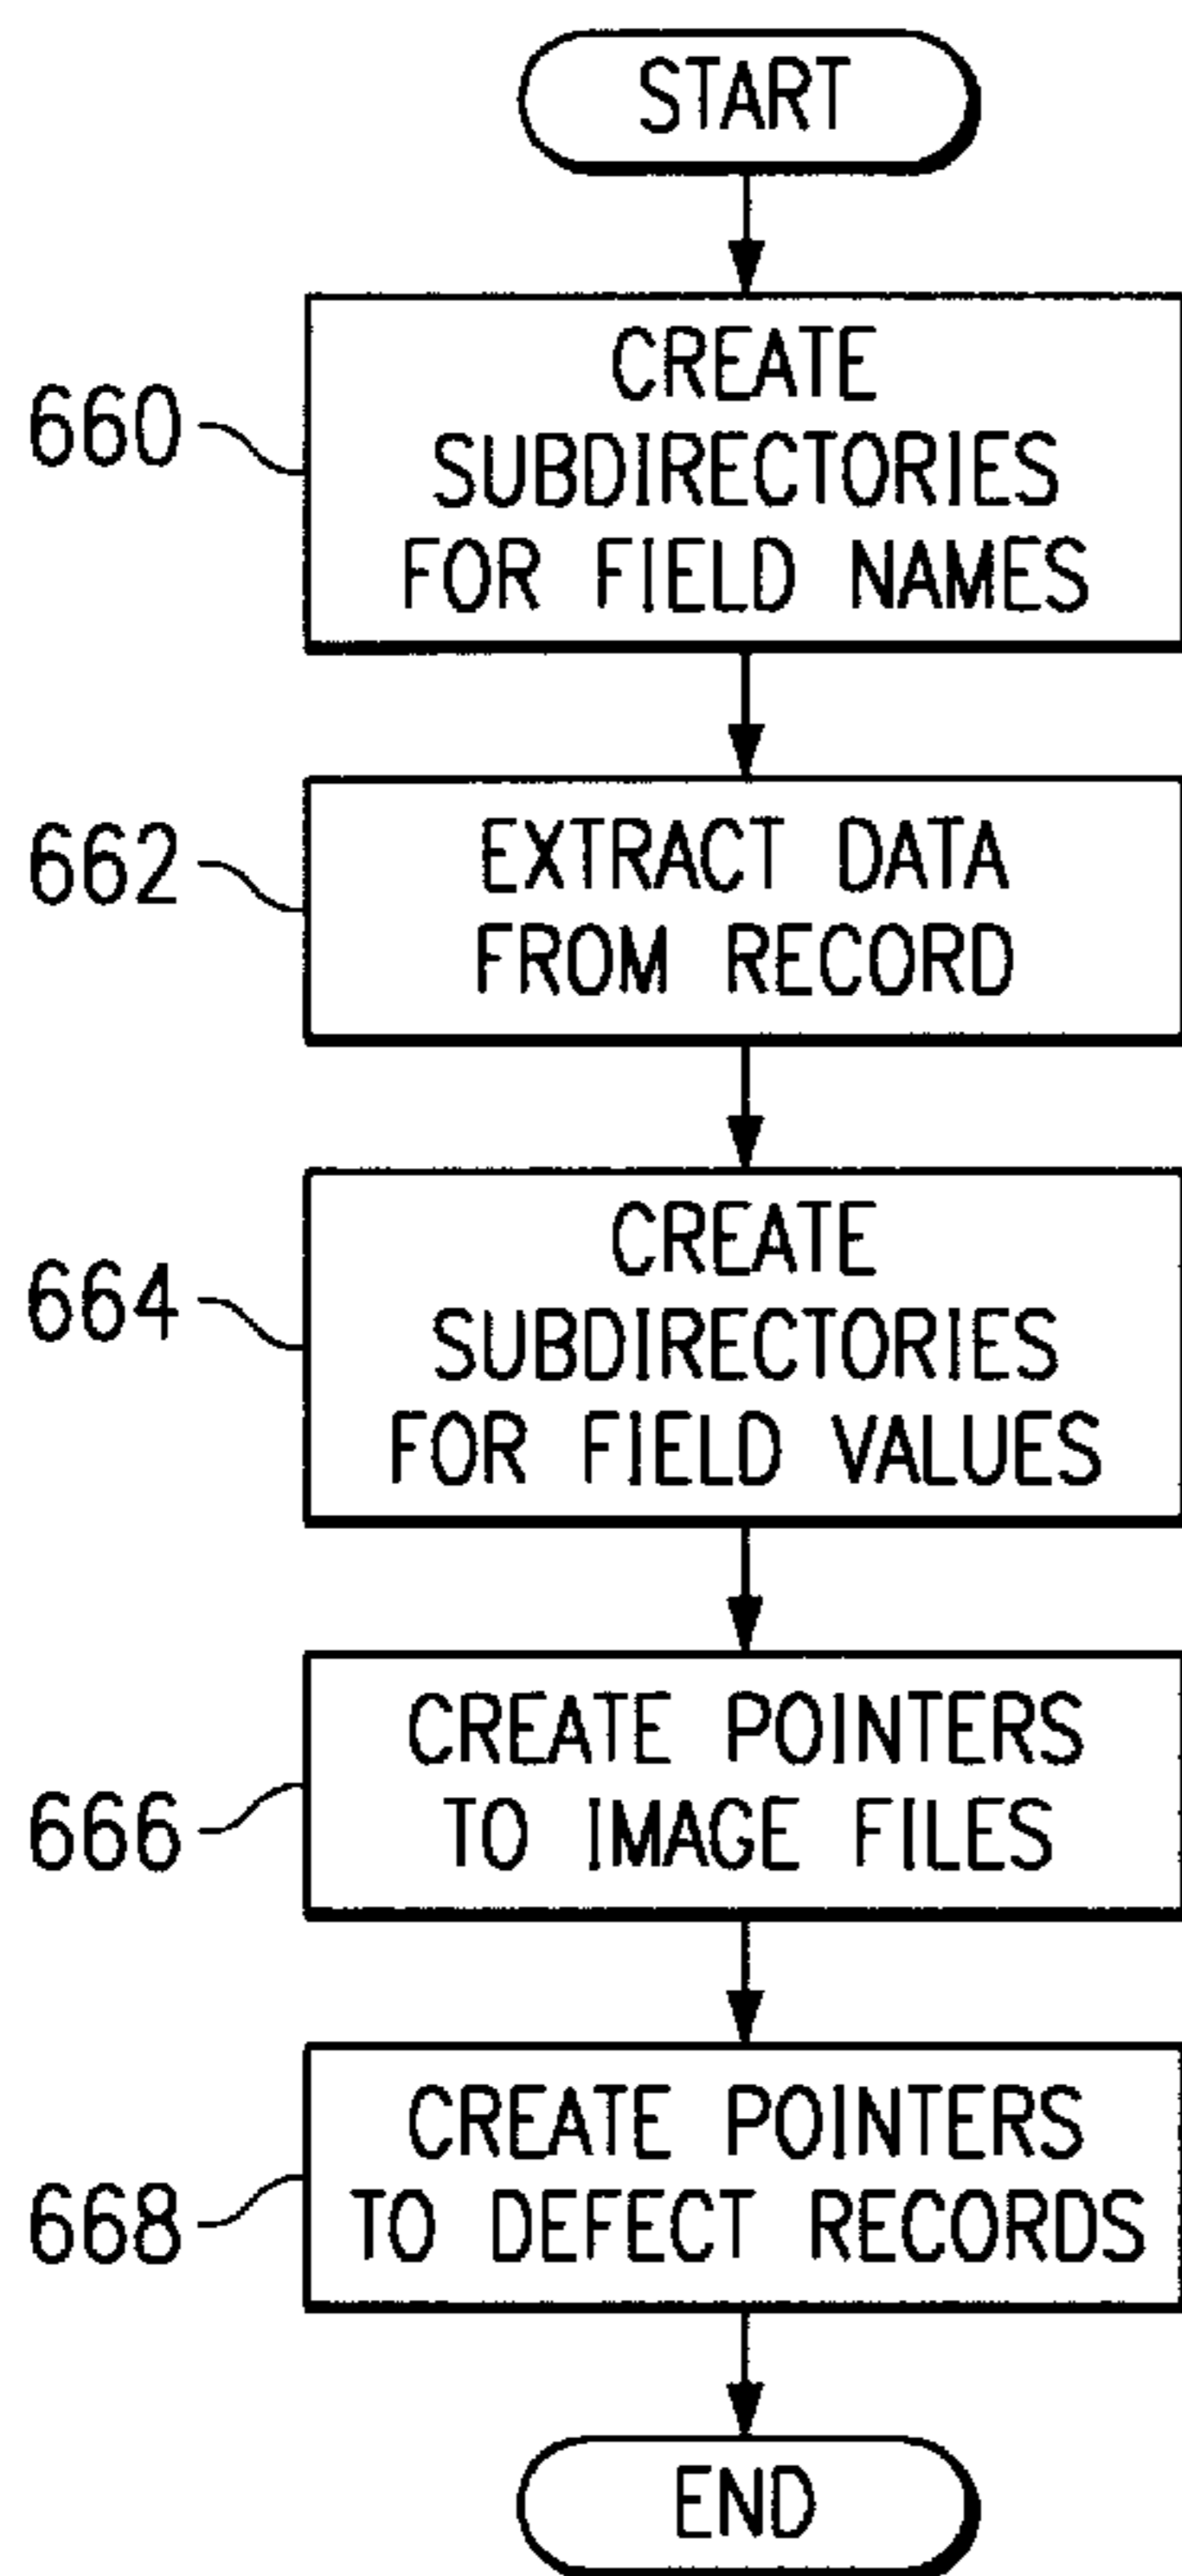 START
660
CREATE
SUBDIRECTORIES
FOR FIELD NAMES
662
EXTRACT DATA
FROM RECORD
664
CREATE
SUBDIRECTORIES
FOR FIELD VALUES
666
CREATE POINTERS
TO IMAGE FILES
668
CREATE POINTERS
TO DEFECT RECORDS
END